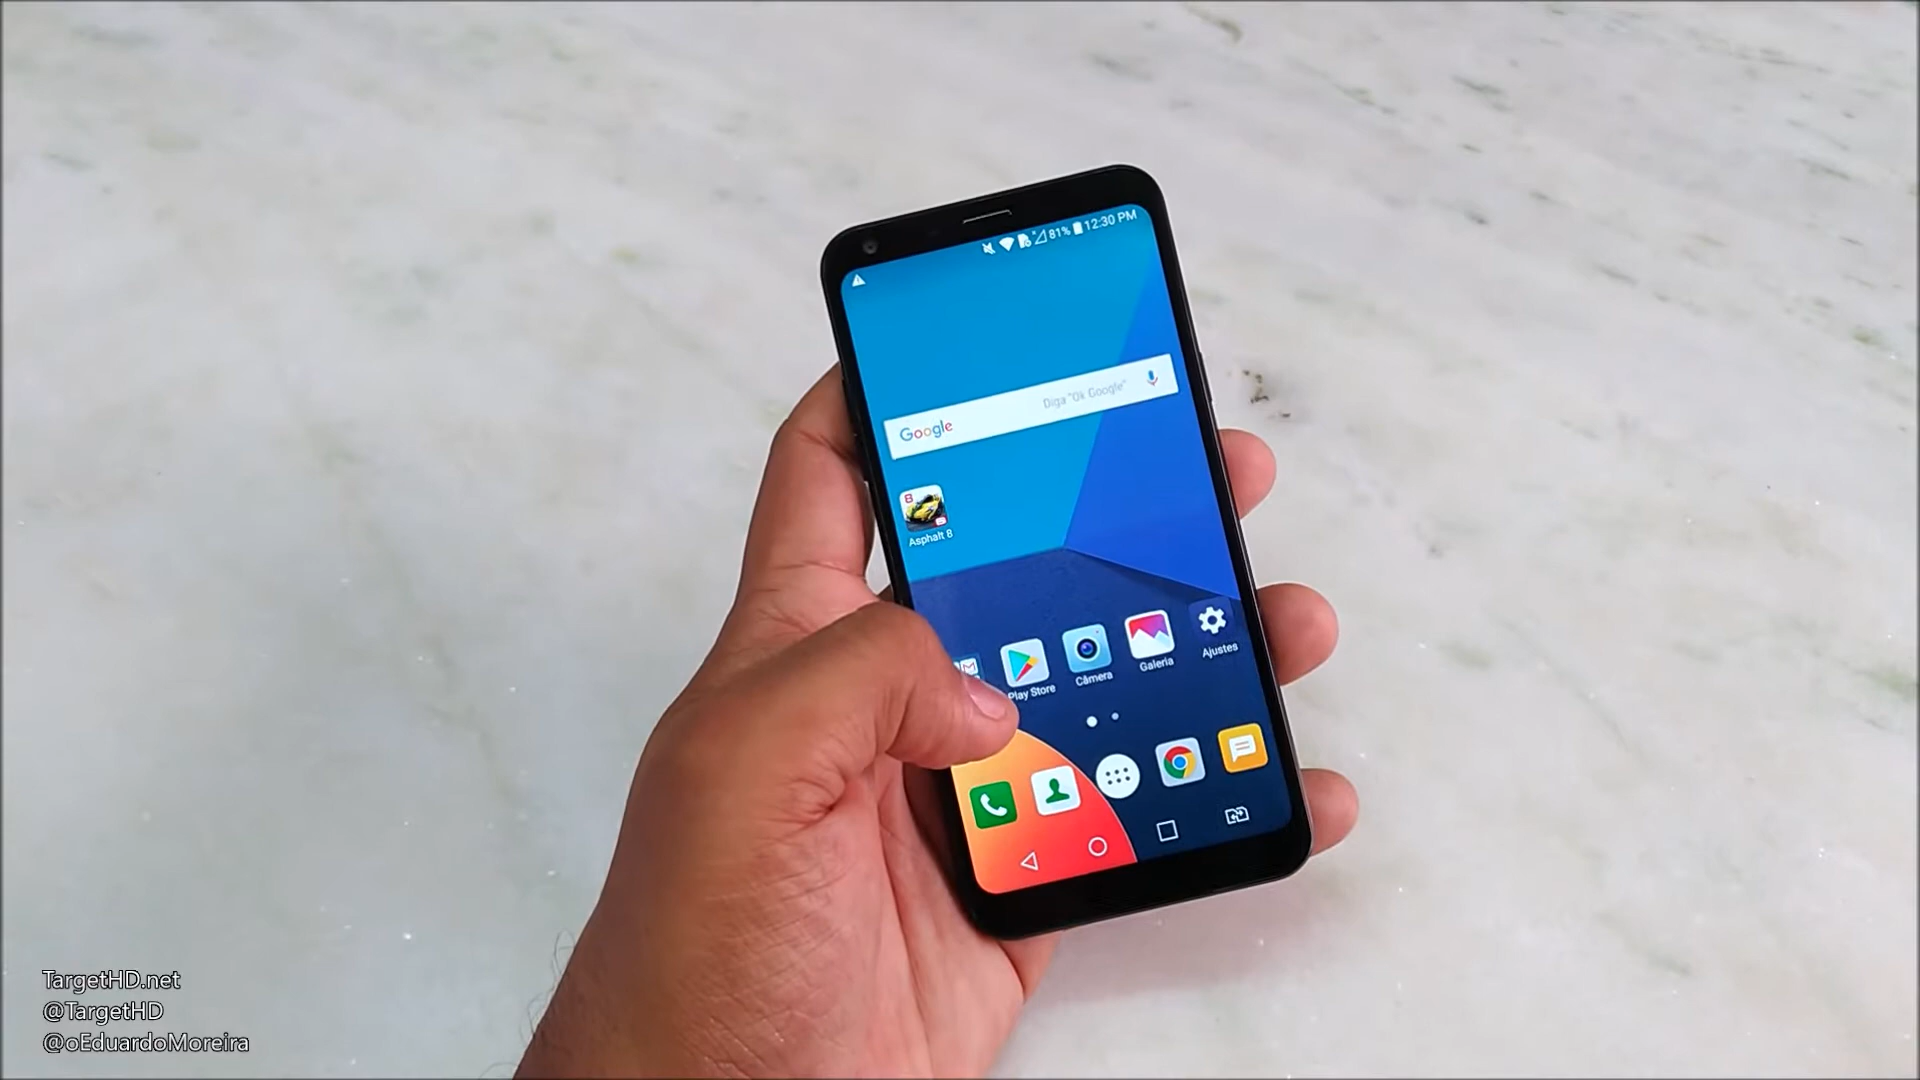 81% 12:30 PM
Google Diga "Ok Google"
8
Asphalt 8
Play Store
Câmera
Galeria
Ajustes
TargetHD.net
@TargetHD
@oEduardoMoreira